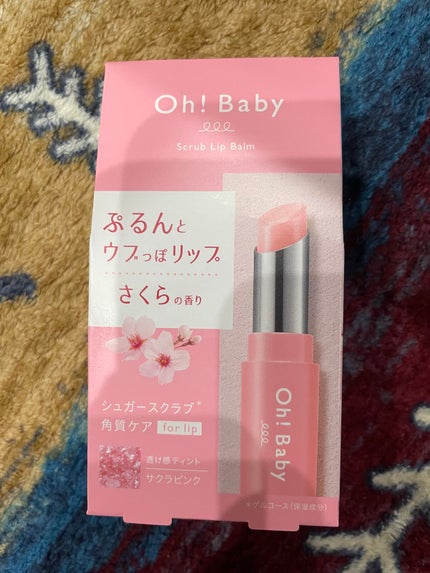 Oh! Baby
Scrub Lip Balm
ぷるんと
ウブっぽリップ
さくらの香り
シュガースクラブ*
角質ケア for lip
透け感ティント
サクラピンク
Oh! Baby
*グルコース(保湿成分)